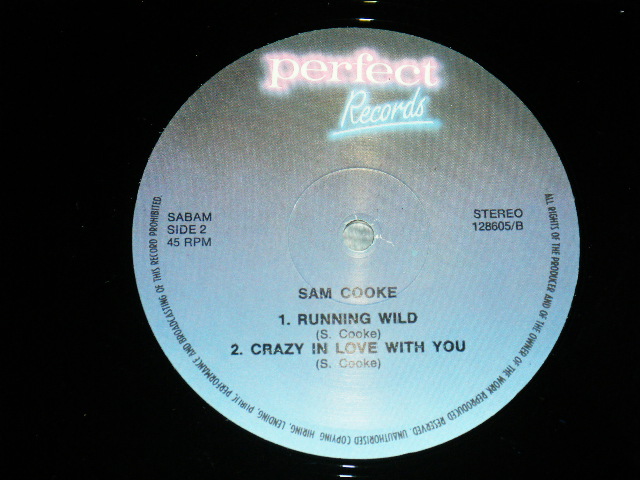 perfect
Records
SABAM
SIDE 2
45 RPM
STEREO
128605/B
SAM COOKE
1. RUNNING WILD
(S. Cooke)
2. CRAZY IN LOVE WITH YOU
(S. Cooke)
ALL RIGHTS OF THE PRODUCER AND OF THE OWNER OF THE WORK REPRODUCED RESERVED. UNAUTHORISED COPYING HIRING, LENDING, PUBLIC PERFORMANCE AND BROADCASTING OF THIS RECORD PROHIBITED